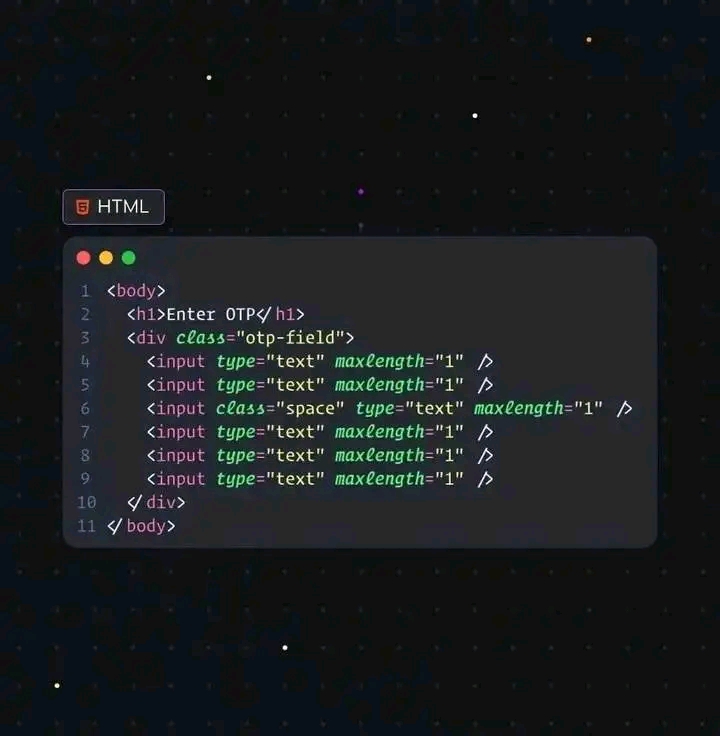 HTML
1 <body>
2 <h1>Enter OTP</h1>
3 <div class="otp-field">
4 <input type="text" maxlength="1" />
5 <input type="text" maxlength="1" />
6 <input class="space" type="text" maxlength="1" />
7 <input type="text" maxlength="1" />
8 <input type="text" maxlength="1" />
9 <input type="text" maxlength="1" />
10 </div>
11 </body>